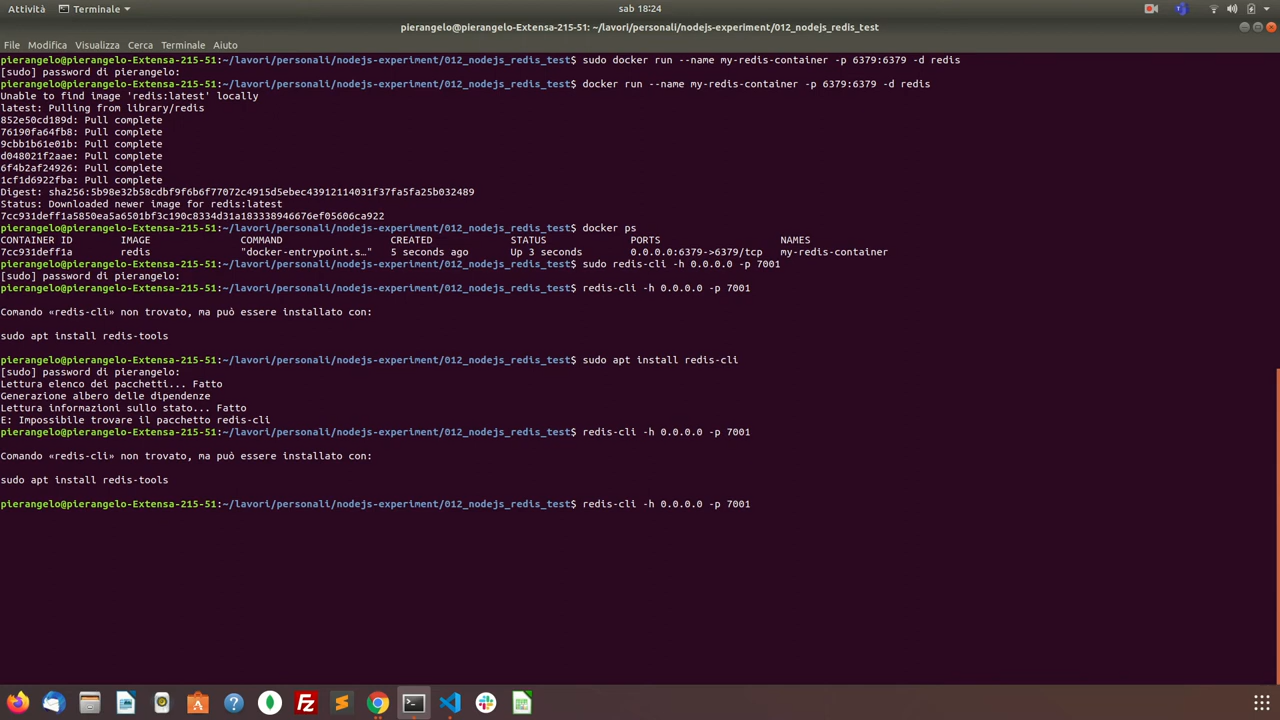 Attività
Terminale
sab 18:24
pierangelo@pierangelo-Extensa-215-51: ~/lavori/personali/nodejs-experiment/012_nodejs_redis_test
File Modifica Visualizza Cerca Terminale Aiuto
pierangelo@pierangelo-Extensa-215-51:~/lavori/personali/nodejs-experiment/012_nodejs_redis_test$ sudo docker run --name my-redis-container -p 6379:6379 -d redis
[sudo] password di pierangelo:
pierangelo@pierangelo-Extensa-215-51:~/lavori/personali/nodejs-experiment/012_nodejs_redis_test$ docker run --name my-redis-container -p 6379:6379 -d redis
Unable to find image 'redis:latest' locally
latest: Pulling from library/redis
852e50cd189d: Pull complete
76190fa64fb8: Pull complete
9cbb1b61e01b: Pull complete
d048021f2aae: Pull complete
6f4b2af24926: Pull complete
1cf1d6922fba: Pull complete
Digest: sha256:5b98e32b58cdbf9f6b6f77072c4915d5ebec43912114031f37fa5fa25b032489
Status: Downloaded newer image for redis:latest
7cc931deff1a5850ea5a6501bf3c190c8334d31a183338946676ef05606ca922
pierangelo@pierangelo-Extensa-215-51:~/lavori/personali/nodejs-experiment/012_nodejs_redis_test$ docker ps
CONTAINER ID IMAGE COMMAND CREATED STATUS PORTS NAMES
7cc931deff1a redis "docker-entrypoint.s…" 5 seconds ago Up 3 seconds 0.0.0.0:6379->6379/tcp my-redis-container
pierangelo@pierangelo-Extensa-215-51:~/lavori/personali/nodejs-experiment/012_nodejs_redis_test$ sudo redis-cli -h 0.0.0.0 -p 7001
[sudo] password di pierangelo:
pierangelo@pierangelo-Extensa-215-51:~/lavori/personali/nodejs-experiment/012_nodejs_redis_test$ redis-cli -h 0.0.0.0 -p 7001
Comando «redis-cli» non trovato, ma può essere installato con:
sudo apt install redis-tools
pierangelo@pierangelo-Extensa-215-51:~/lavori/personali/nodejs-experiment/012_nodejs_redis_test$ sudo apt install redis-cli
[sudo] password di pierangelo:
Lettura elenco dei pacchetti... Fatto
Generazione albero delle dipendenze
Lettura informazioni sullo stato... Fatto
E: Impossibile trovare il pacchetto redis-cli
pierangelo@pierangelo-Extensa-215-51:~/lavori/personali/nodejs-experiment/012_nodejs_redis_test$ redis-cli -h 0.0.0.0 -p 7001
Comando «redis-cli» non trovato, ma può essere installato con:
sudo apt install redis-tools
pierangelo@pierangelo-Extensa-215-51:~/lavori/personali/nodejs-experiment/012_nodejs_redis_test$ redis-cli -h 0.0.0.0 -p 7001